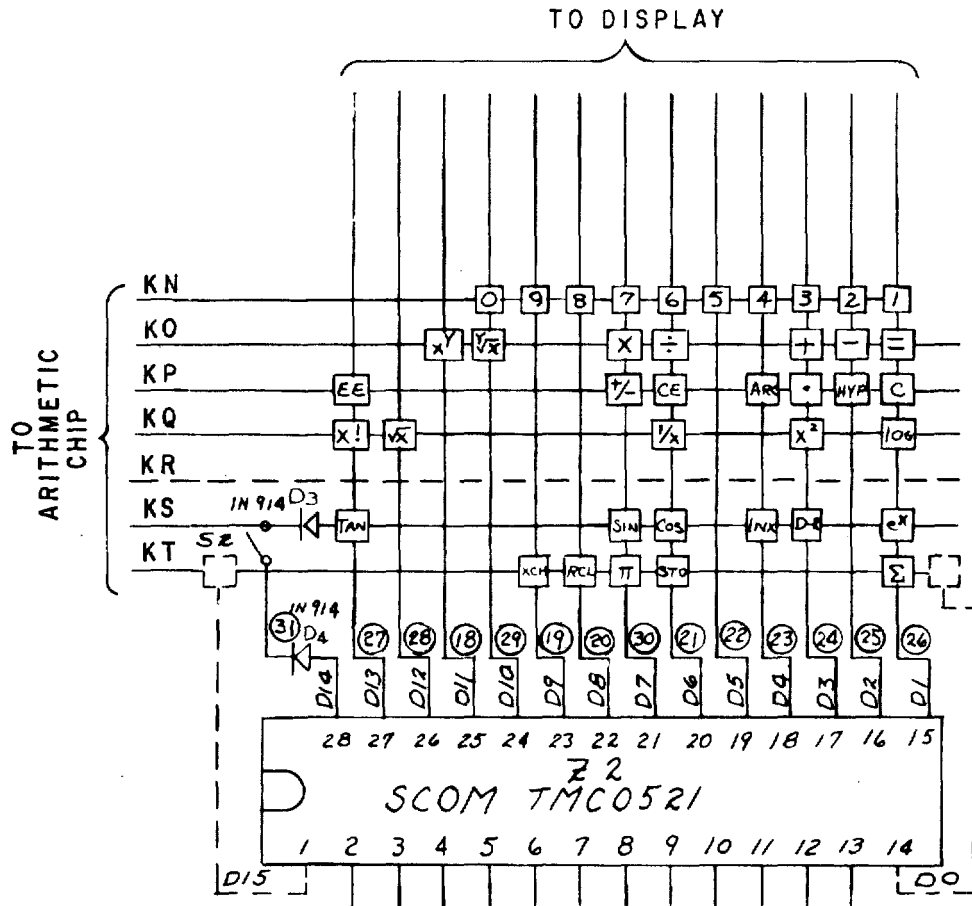 TO DISPLAY
TO ARITHMETIC CHIP
KN 0 9 8 7 6 5 4 3 2 1
KO x^Y ^Y√x X ÷ + - =
KP EE +/- CE ARC . HYP C
KQ X! √x 1/x X² log
KR
KS IN 914 D3 TAN SIN COS lNX D-R e^x
KT S2 XCH RCL π STO Σ
31 IN 914 D4 27 28 18 29 19 20 30 21 22 23 24 25 26
D14 D13 D12 D11 D10 D9 D8 D7 D6 D5 D4 D3 D2 D1
28 27 26 25 24 23 22 21 20 19 18 17 16 15
Z2
SCOM TMC0521
1 2 3 4 5 6 7 8 9 10 11 12 13 14
D15 D0